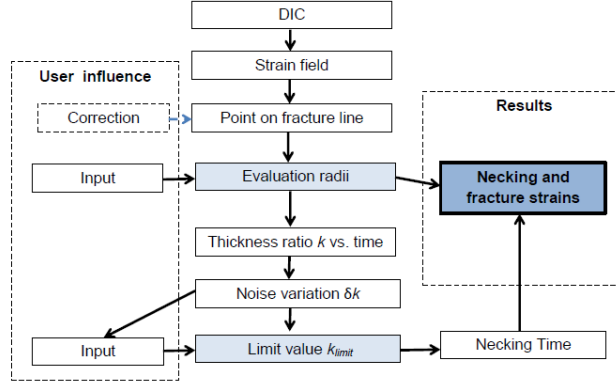 DIC
User influence
Strain field
Results
Correction
Point on fracture line
Input
Evaluation radii
Necking and
fracture strains
Thickness ratio k vs. time
Noise variation δk
Input
Limit value klimit
Necking Time